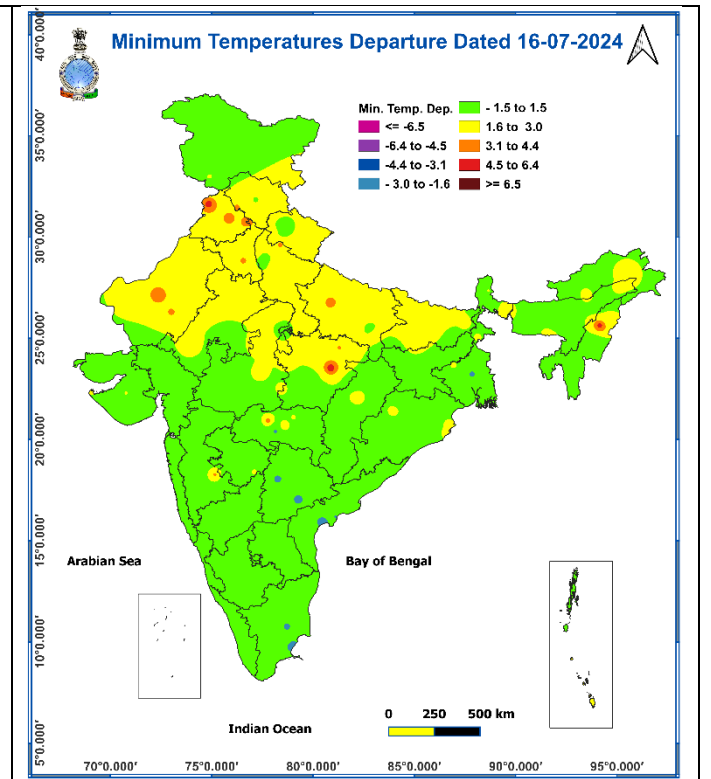 Minimum Temperatures Departure Dated 16-07-2024
Min. Temp. Dep.
<= -6.5
-6.4 to -4.5
-4.4 to -3.1
- 3.0 to -1.6
- 1.5 to 1.5
1.6 to 3.0
3.1 to 4.4
4.5 to 6.4
>= 6.5
40°0.000'
35°0.000'
30°0.000'
25°0.000'
20°0.000'
15°0.000'
10°0.000'
5°0.000'
Arabian Sea
Bay of Bengal
Indian Ocean
0 250 500 km
70°0.000' 75°0.000' 80°0.000' 85°0.000' 90°0.000' 95°0.000'